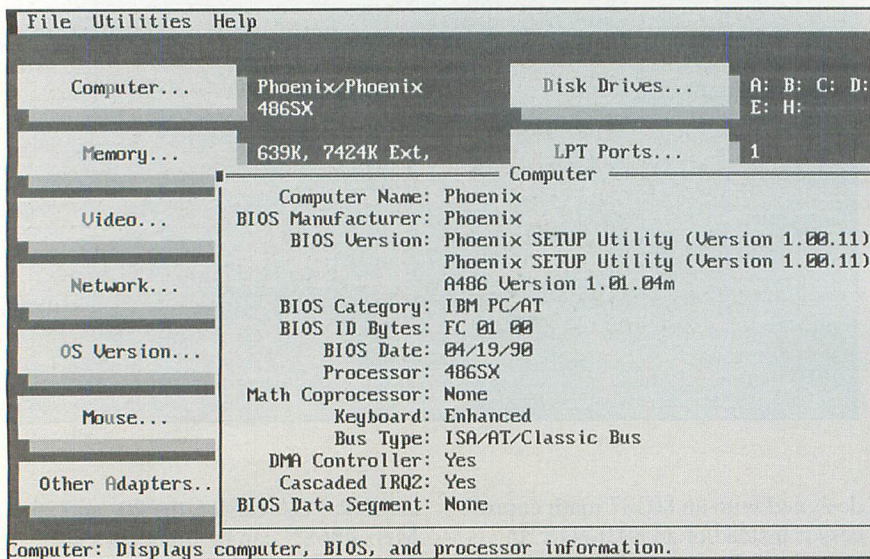 File Utilities Help
Computer... Phoenix/Phoenix Disk Drives... A: B: C: D:
486SX E: H:
Memory... 639K, 7424K Ext, LPT Ports... 1
Computer
Computer Name: Phoenix
BIOS Manufacturer: Phoenix
Video... BIOS Version: Phoenix SETUP Utility (Version 1.00.11)
Phoenix SETUP Utility (Version 1.00.11)
Network... A486 Version 1.01.04m
BIOS Category: IBM PC/AT
BIOS ID Bytes: FC 01 00
OS Version... BIOS Date: 04/19/90
Processor: 486SX
Math Coprocessor: None
Mouse... Keyboard: Enhanced
Bus Type: ISA/AT/Classic Bus
DMA Controller: Yes
Other Adapters.. Cascaded IRQ2: Yes
BIOS Data Segment: None
Computer: Displays computer, BIOS, and processor information.